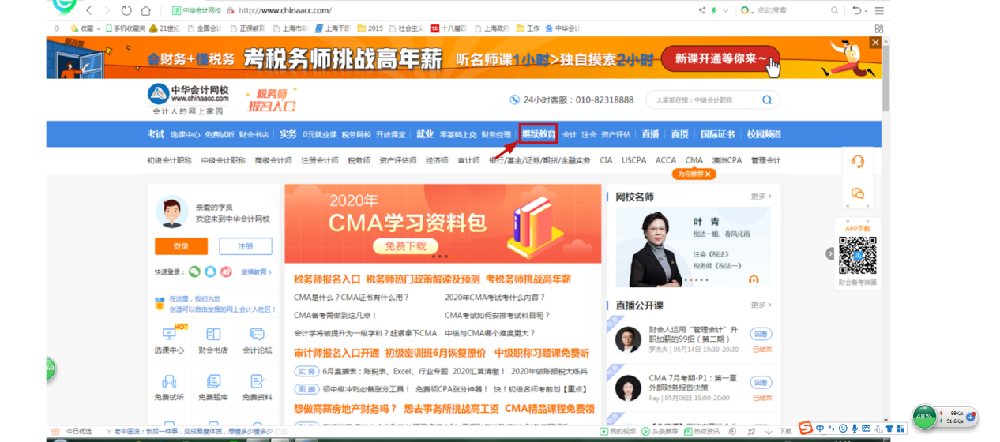 证 中华会计网校 http://www.chinaacc.com/ 点此搜索
收藏 手机收藏夹 21世纪 全国会计 正保教育 上海市 上海干部 2015 社会主义 十八届 上海政府 工作 中华会计
会财务+懂税务 考税务师挑战高年薪 听名师课1小时>独自摸索2小时 新课开通等你来~
中华会计网校
www.chinaacc.com
会计人的网上家园
税务师
报名入口
24小时客服：010-82318888 大家都在搜：中级会计职称
考试 选课中心 免费试听 财会书店 实务 0元就业课 税务网校 开放课堂 就业 零基础上岗 财务经理 继续教育 会计 注会 资产评估 直播 面授 国际证书 校园频道
初级会计职称 中级会计职称 高级会计师 注册会计师 税务师 资产评估师 经济师 审计师 银行/基金/证券/期货/金融实务 CIA USCPA ACCA CMA 澳洲CPA 管理会计
为你推荐×
亲爱的学员
欢迎来到中华会计网校
登录 注册
快速登录： 继续教育 >
在这里，我们为您
创造可以自由发挥的网上会计人社区！
HOT
选课中心 财会书店 会计论坛
免费试听 免费题库 免费资料
2020年
CMA学习资料包
免费下载
税务师报名入口 税务师热门政策解读及预测 考税务师挑战高年薪
CMA是什么？CMA证书有什么用？ 2020年CMA考试考什么内容？
CMA备考需做到这几点！ CMA考试如何安排考试科目呢？
会计学将被提升为一级学科？赶紧拿下CMA 中级与CMA哪个难度更大？
审计师报名入口开通 初级密训班6月恢复原价 中级职称习题课免费听
实务 6月直播表：账税表、Excel、行业专题 2020汇算清缴！ 2020年做账报税大练兵
面授 领中级冲刺必备涨分工具！ 免费领CPA涨分神器！ 快！初级名师考前划【重点】
想做高薪房地产财务吗？ 想去事务所挑战高工资 CMA精品课程免费领
网校名师 更多 >
叶 青
税法一姐，春风化雨
注会《税法》
税务师《税法一》
直播公开课 更多 >
免费
财会人运用“管理会计”升
职加薪的99招（第二期）
罗杰夫 | 05月14日 19:30-20:30
回看
已结束
免费
CMA 7月考期-P1：第一章
外部财务报告决策
Fay | 05月06日 19:00-20:00
回看
已结束
APP下载
财会备考神器
60
今日优选 老中医说：饭后一件事，变成易瘦体质，想瘦多少瘦多少 我的视频 头条推荐 热点资讯 下载
中
48% 99K/s
91.6K/s